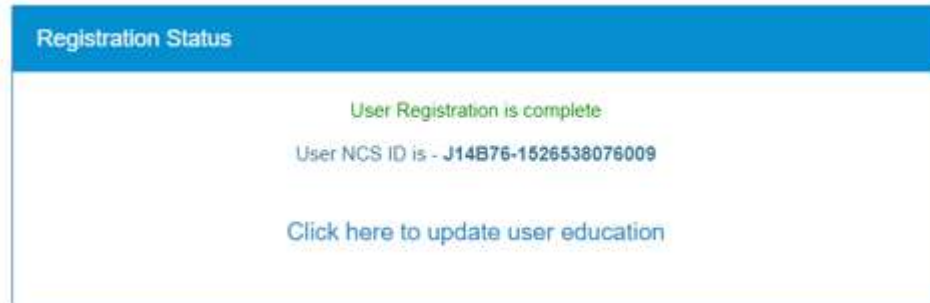 Registration Status
User Registration is complete
User NCS ID is - J14B76-1526538076009
Click here to update user education